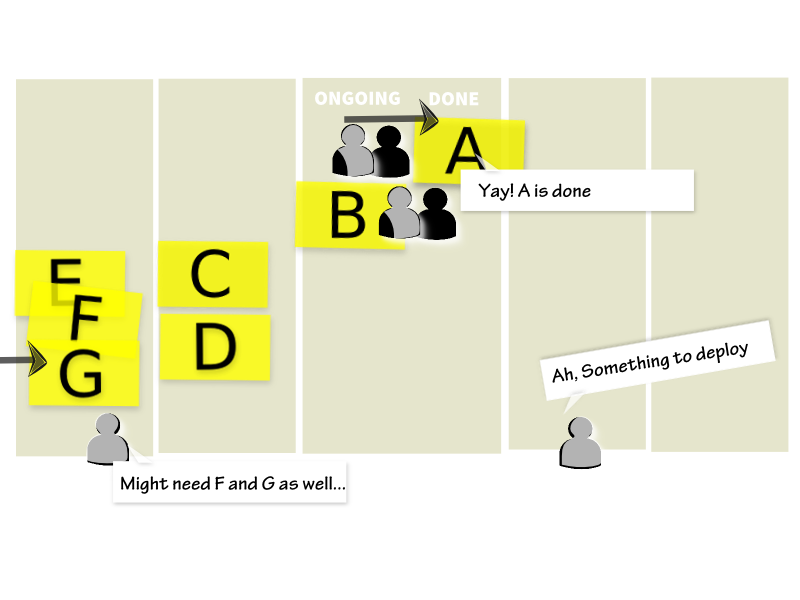 ONGOING DONE
A
Yay! A is done
B
E
C
F
D
G
Ah, Something to deploy
Might need F and G as well...